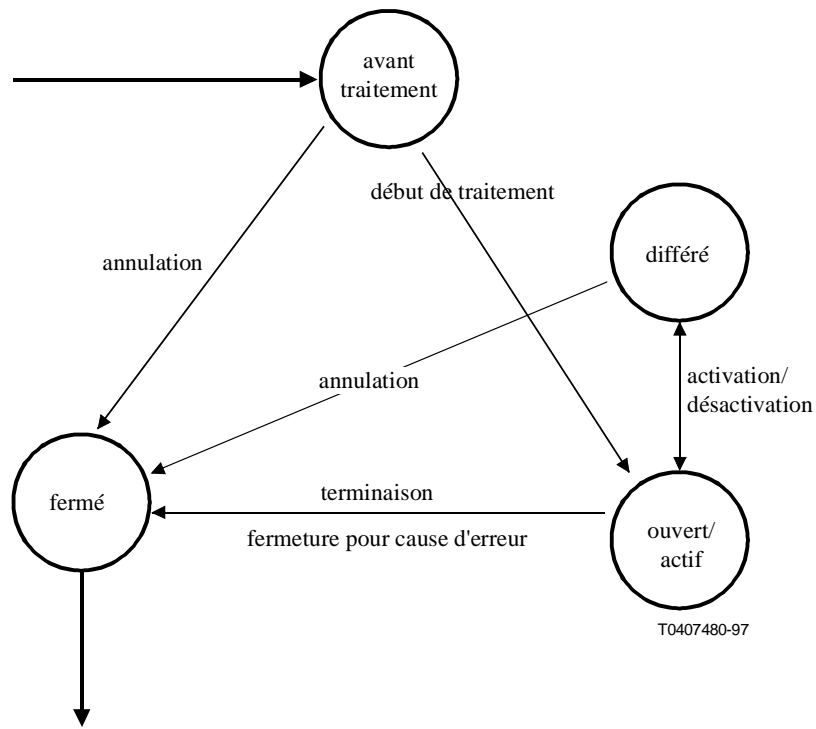 avant
traitement
début de traitement
différé
annulation
annulation
activation/
désactivation
fermé
terminaison
fermeture pour cause d'erreur
ouvert/
actif
T0407480-97